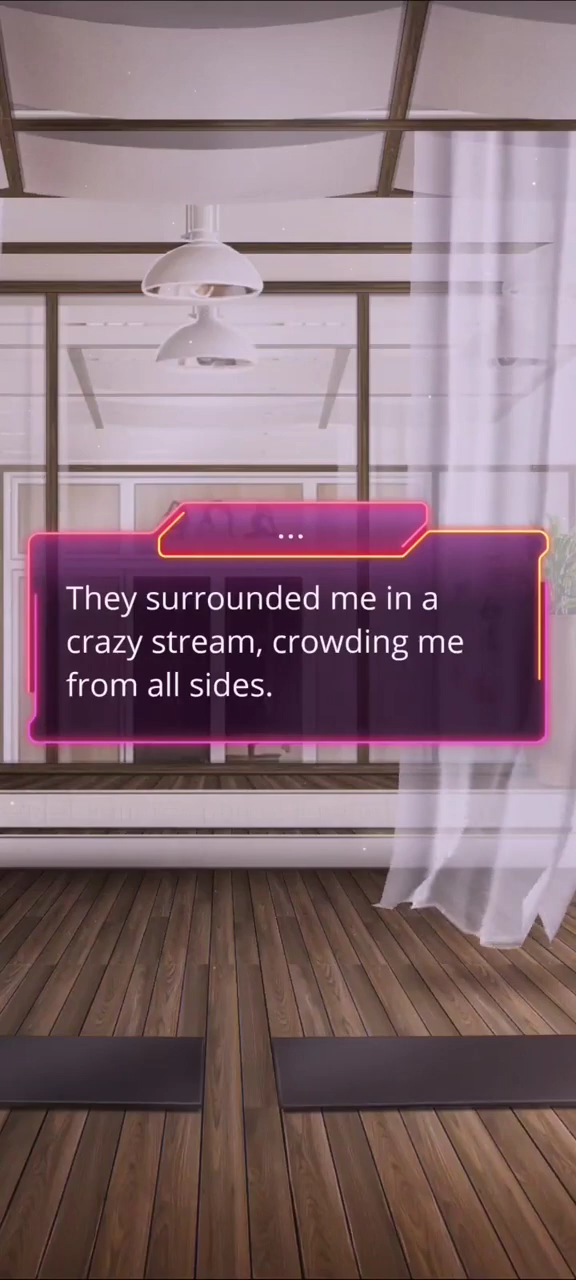 ...
They surrounded me in a
crazy stream, crowding me
from all sides.